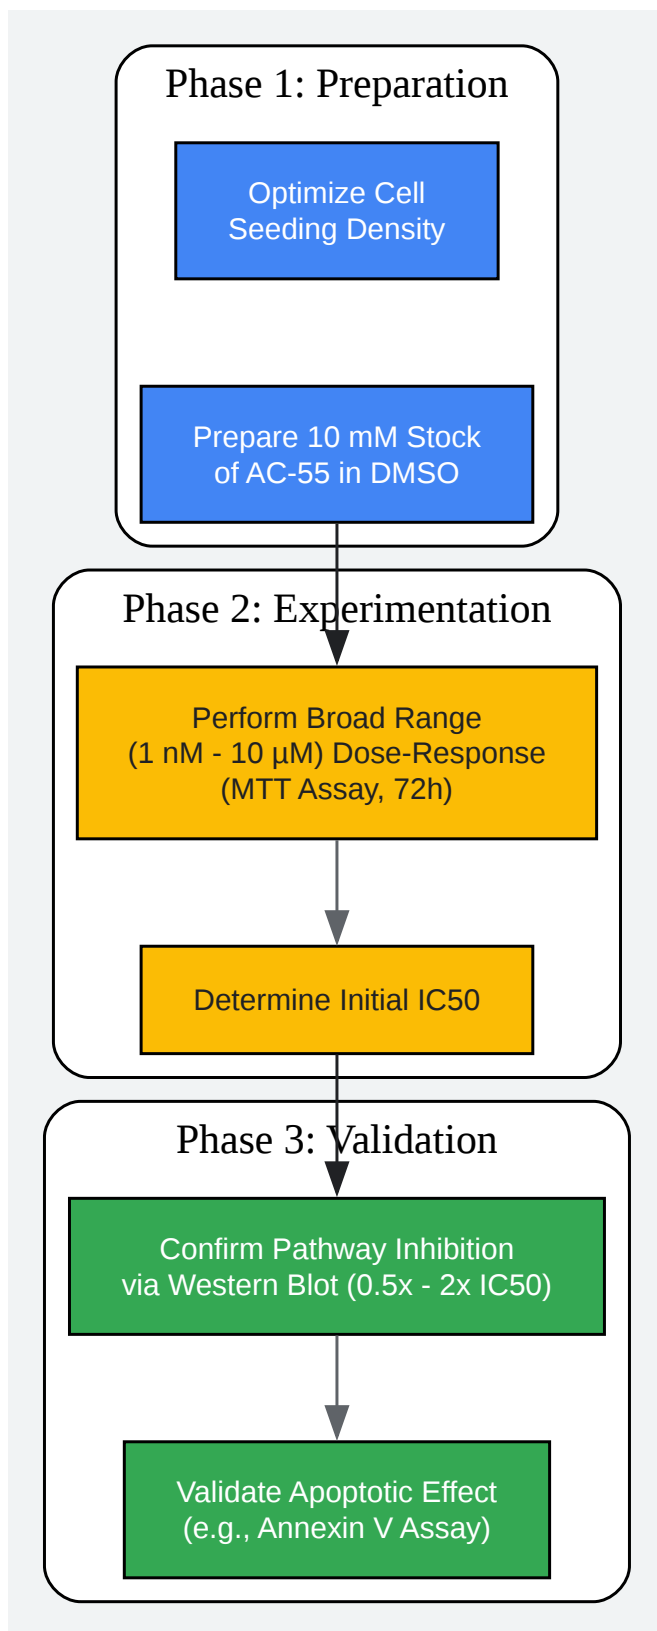 Phase 1: Preparation
Optimize Cell
Seeding Density
Prepare 10 mM Stock
of AC-55 in DMSO
Phase 2: Experimentation
Perform Broad Range
(1 nM - 10 µM) Dose-Response
(MTT Assay, 72h)
Determine Initial IC50
Phase 3: Validation
Confirm Pathway Inhibition
via Western Blot (0.5x - 2x IC50)
Validate Apoptotic Effect
(e.g., Annexin V Assay)